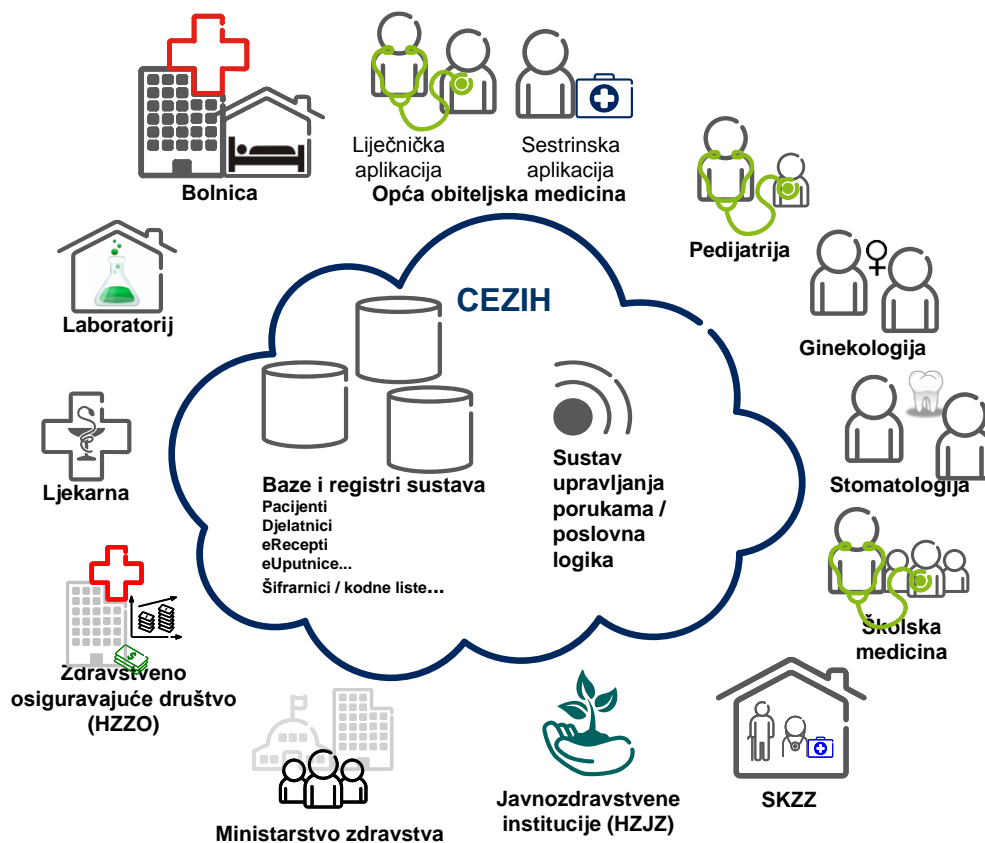 Liječnička
aplikacija
Sestrinska
aplikacija
Bolnica
Opća obiteljska medicina
Pedijatrija
CEZIH
Laboratorij
Ginekologija
Baze i registri sustava
Pacijenti
Djelatnici
eRecepti
eUputnice...
Šifrarnici / kodne liste...
Sustav
upravljanja
porukama /
poslovna
logika
Ljekarna
Stomatologija
Školska
medicina
$
Zdravstveno
osiguravajuće društvo
(HZZO)
SKZZ
Javnozdravstvene
institucije (HZJZ)
Ministarstvo zdravstva